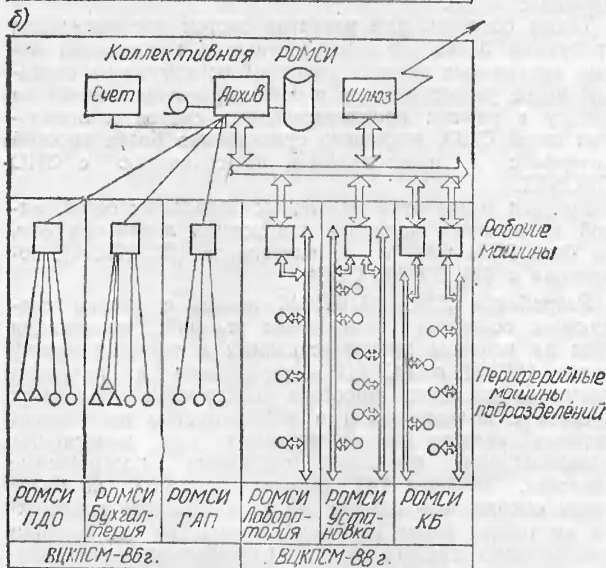 б)
Коллективная РОМСИ
Счет Архив Шлюз
Рабочие
машины
Периферийные
машины
подразделений
РОМСИ
ПДО
РОМСИ
Бухгал-
терия
РОМСИ
ГАП
РОМСИ
Лабора-
тория
РОМСИ
Уста-
новка
РОМСИ
КБ
ВЦКПСМ-86г.
ВЦКПСМ-88г.